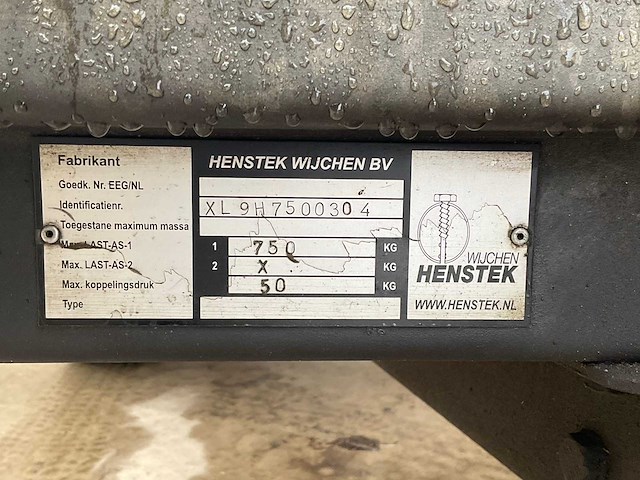 Fabrikant HENSTEK WIJCHEN BV
Goedk. Nr. EEG/NL
Identificatienr. XL9H7500304
Toegestane maximum massa
Max. LAST-AS-1 1 750 KG
Max. LAST-AS-2 2 X KG
Max. koppelingsdruk 50 KG
Type
WIJCHEN
HENSTEK
WWW.HENSTEK.NL